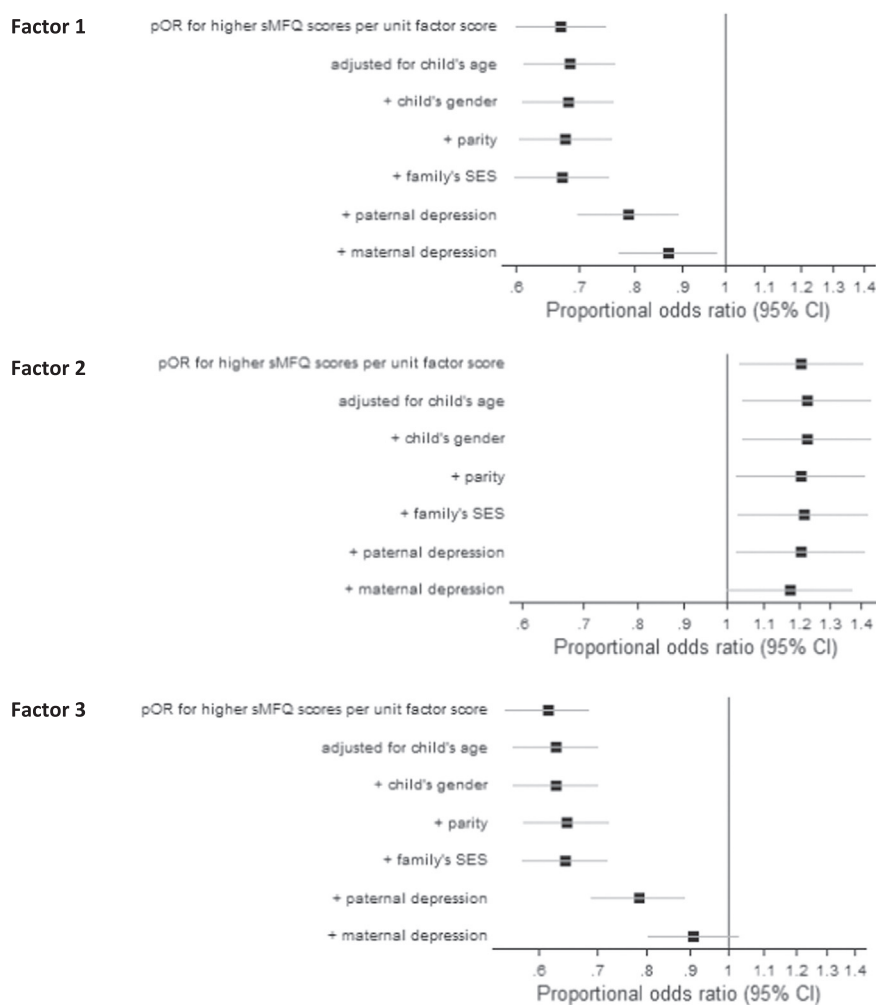 Factor 1
pOR for higher sMFQ scores per unit factor score
adjusted for child's age
+ child's gender
+ parity
+ family's SES
+ paternal depression
+ maternal depression
.6 .7 .8 .9 1 1.1 1.2 1.3 1.4
Proportional odds ratio (95% CI)
Factor 2
pOR for higher sMFQ scores per unit factor score
adjusted for child's age
+ child's gender
+ parity
+ family's SES
+ paternal depression
+ maternal depression
.6 .7 .8 .9 1 1.1 1.2 1.3 1.4
Proportional odds ratio (95% CI)
Factor 3
pOR for higher sMFQ scores per unit factor score
adjusted for child's age
+ child's gender
+ parity
+ family's SES
+ paternal depression
+ maternal depression
.6 .7 .8 .9 1 1.1 1.2 1.3 1.4
Proportional odds ratio (95% CI)